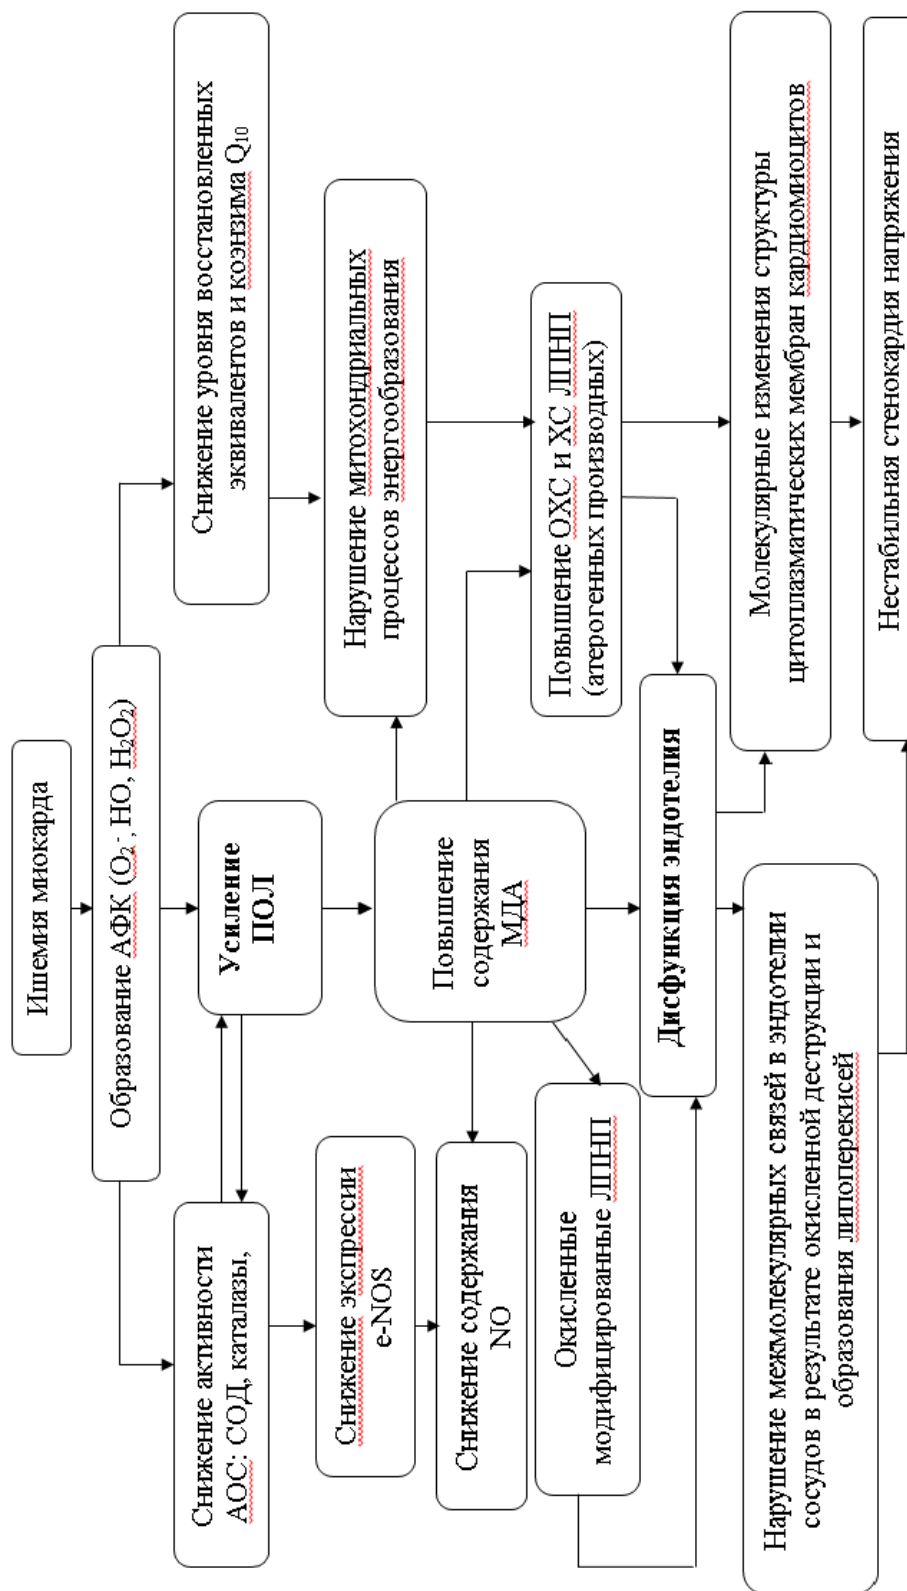 Ишемия миокарда
Образование АФК (O₂⁻, HO, H₂O₂)
Снижение активности
АОС: СОД, каталазы,
Усиление
ПОЛ
Снижение уровня восстановленных
эквивалентов и коэнзима Q₁₀
Снижение экспрессии
e-NOS
Повышение
содержания
МДА
Нарушение митохондриальных
процессов энергообразования
Снижение содержания
NO
Окисленные
модифицированные ЛПНП
Повышение ОХС и ХС ЛПНП
(атерогенных производных)
Дисфункция эндотелия
Нарушение межмолекулярных связей в эндотелии
сосудов в результате окисленной деструкции и
образования липоперекисей
Молекулярные изменения структуры
цитоплазматических мембран кардиомиоцитов
Нестабильная стенокардия напряжения